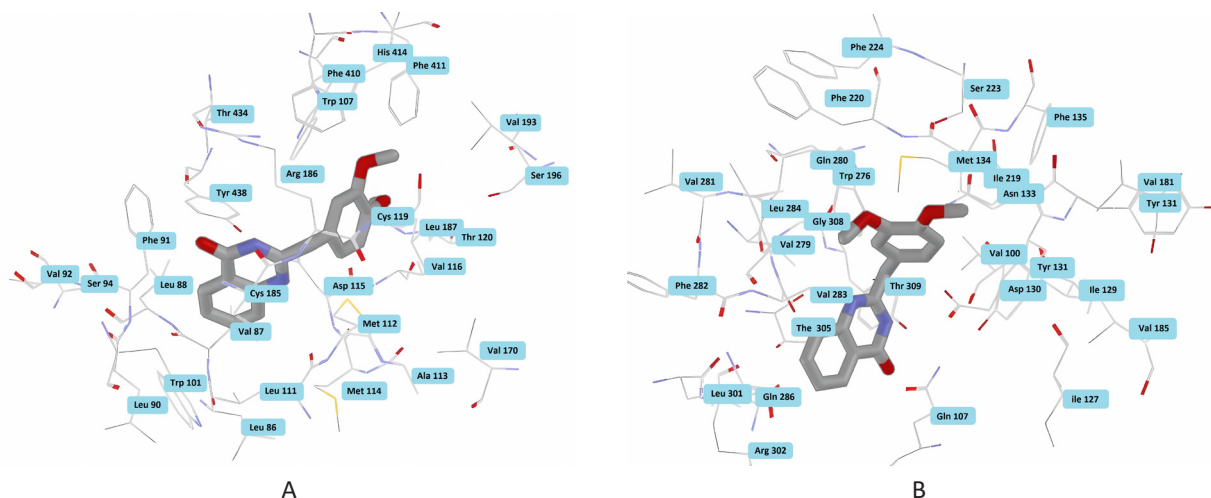 His 414
Phe 410
Phe 411
Trp 107
Thr 434
Val 193
Arg 186
Ser 196
Tyr 438
Cys 119
Leu 187
Phe 91
Thr 120
Val 116
Val 92
Ser 94
Leu 88
Asp 115
Cys 185
Val 87
Met 112
Val 170
Ala 113
Trp 101
Leu 111
Met 114
Leu 90
Leu 86
A
Phe 224
Ser 223
Phe 220
Phe 135
Gln 280
Met 134
Trp 276
Ile 219
Val 281
Asn 133
Val 181
Leu 284
Tyr 131
Gly 308
Val 279
Val 100
Tyr 131
Phe 282
Thr 309
Asp 130
Ile 129
Val 283
The 305
Val 185
Leu 301
Gln 286
ile 127
Gln 107
Arg 302
B